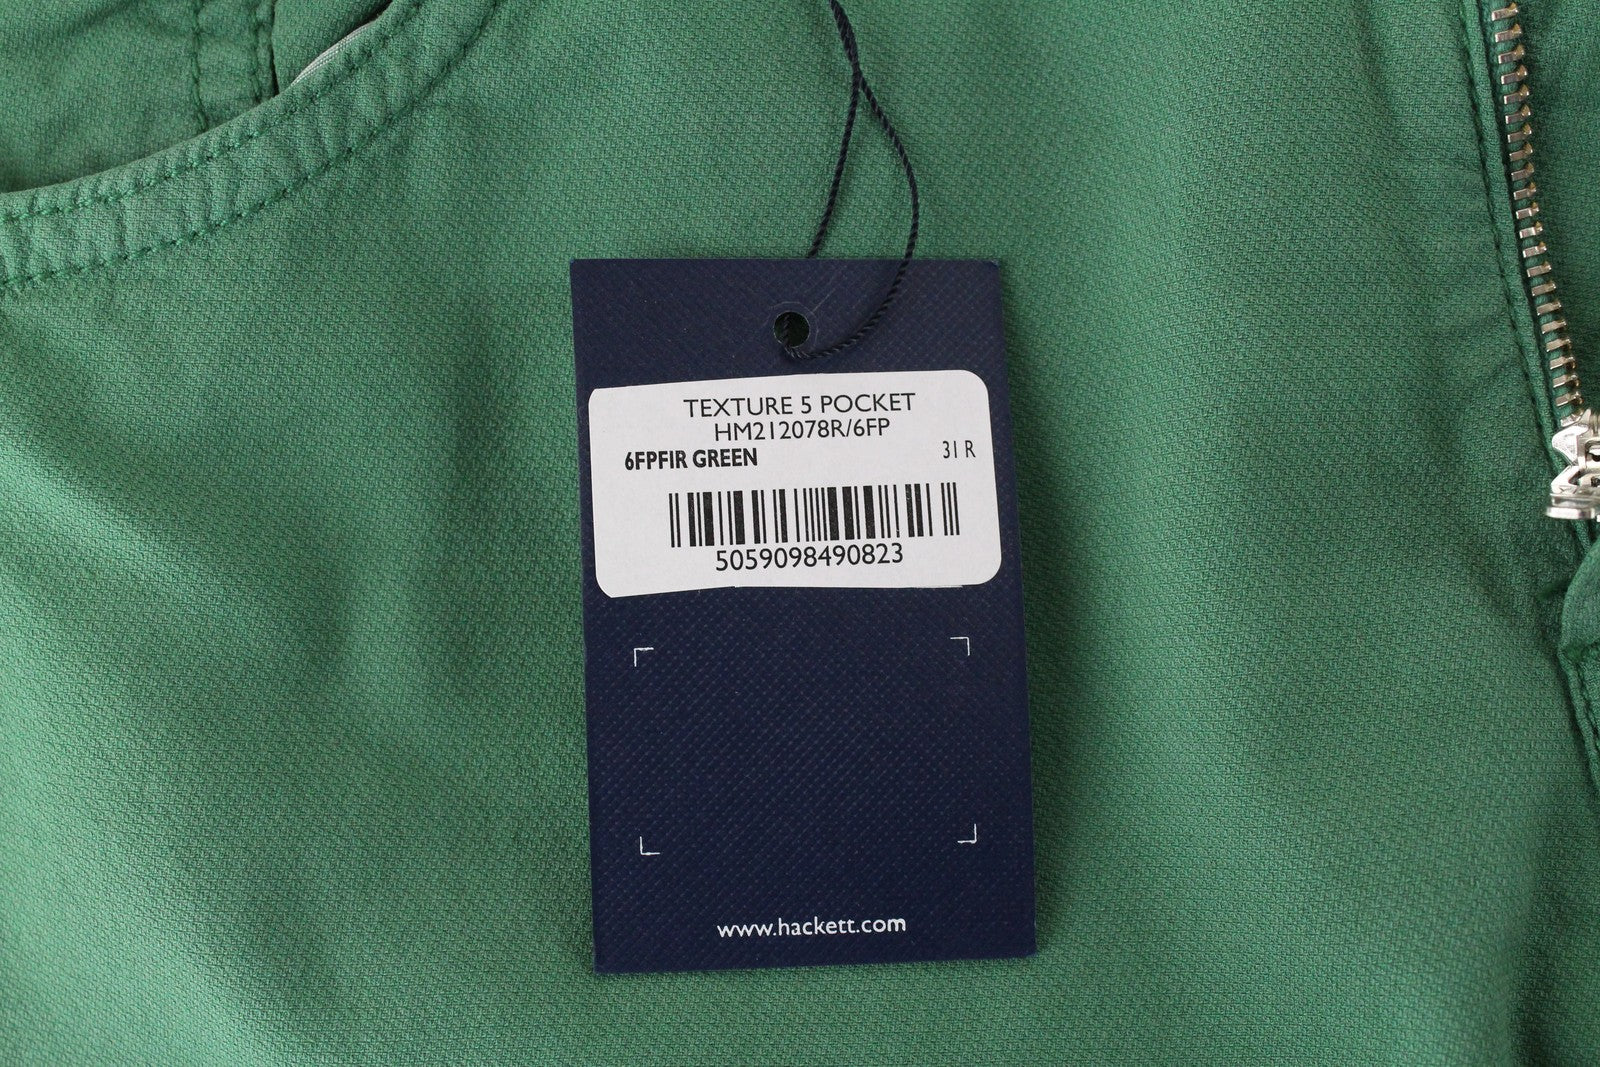 TEXTURE 5 POCKET
HM212078R/6FP
6FPFIR GREEN 31 R
5059098490823
www.hackett.com